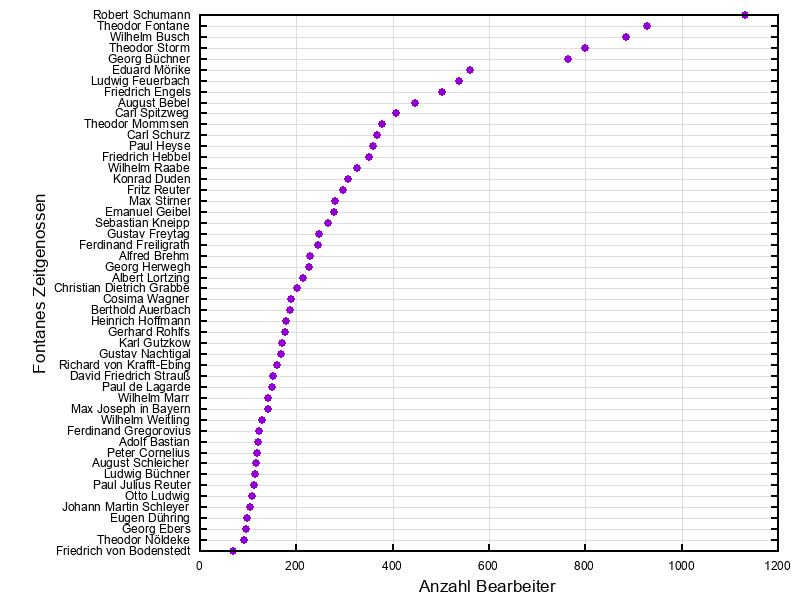 Robert Schumann
Theodor Fontane
Wilhelm Busch
Theodor Storm
Georg Büchner
Eduard Mörike
Ludwig Feuerbach
Friedrich Engels
August Bebel
Carl Spitzweg
Theodor Mommsen
Carl Schurz
Paul Heyse
Friedrich Hebbel
Wilhelm Raabe
Konrad Duden
Fritz Reuter
Max Stirner
Emanuel Geibel
Sebastian Kneipp
Gustav Freytag
Ferdinand Freiligrath
Alfred Brehm
Georg Herwegh
Albert Lortzing
Christian Dietrich Grabbe
Cosima Wagner
Berthold Auerbach
Heinrich Hoffmann
Gerhard Rohlfs
Karl Gutzkow
Gustav Nachtigal
Richard von Krafft-Ebing
David Friedrich Strauß
Paul de Lagarde
Wilhelm Marr
Max Joseph in Bayern
Wilhelm Weitling
Ferdinand Gregorovius
Adolf Bastian
Peter Cornelius
August Schleicher
Ludwig Büchner
Paul Julius Reuter
Otto Ludwig
Johann Martin Schleyer
Eugen Dühring
Georg Ebers
Theodor Nöldeke
Friedrich von Bodenstedt
Fontanes Zeitgenossen
0 200 400 600 800 1000 1200
Anzahl Bearbeiter